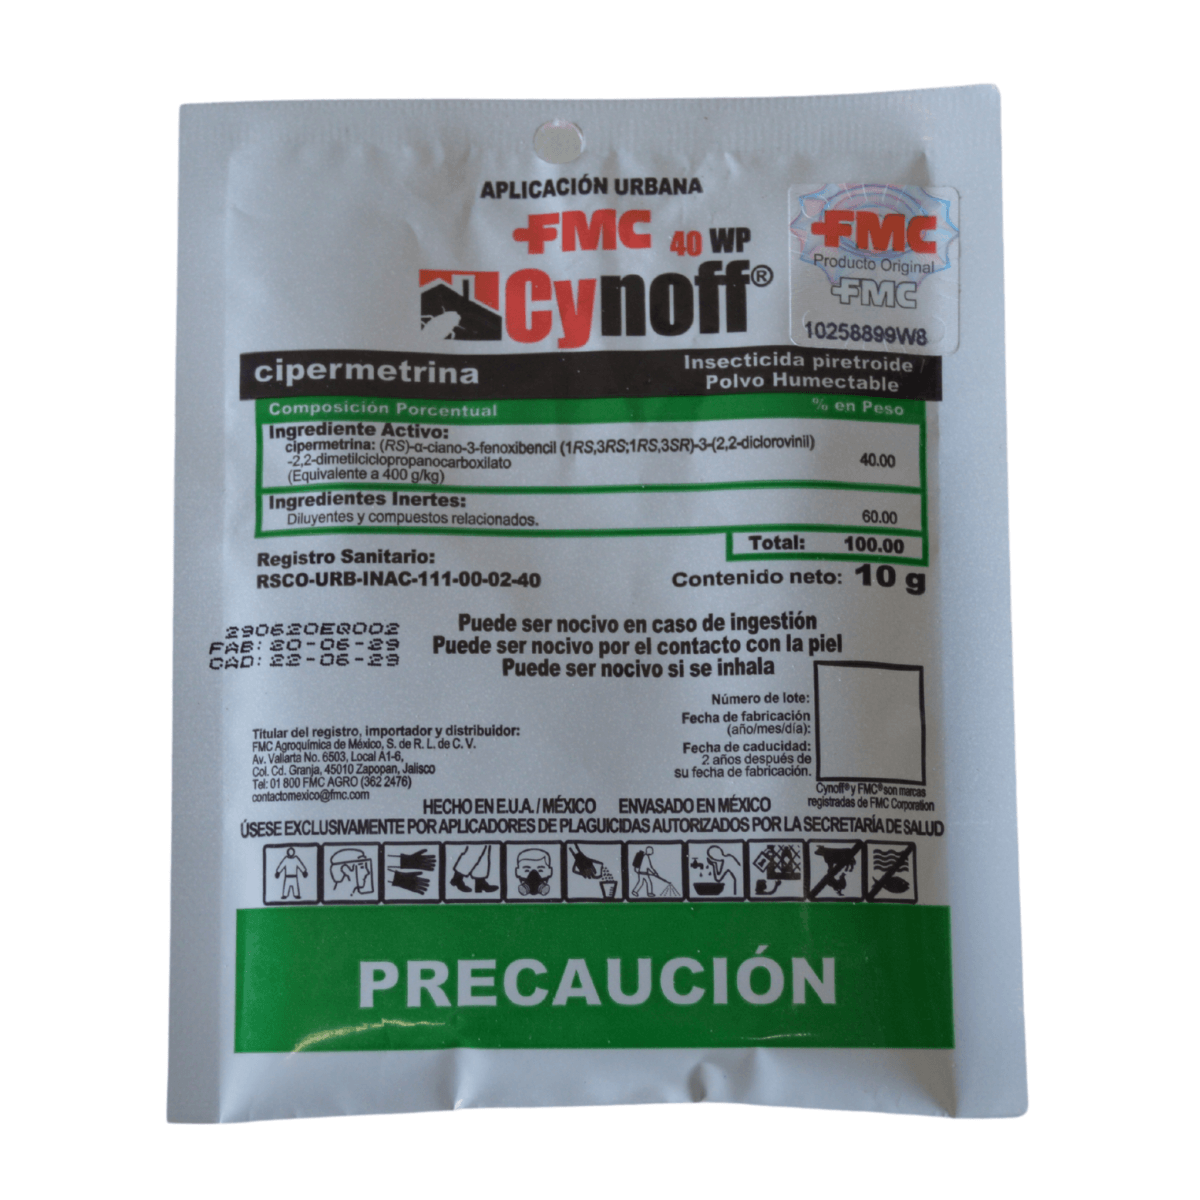 APLICACIÓN URBANA
FMC 40 WP
Cynoff®
FMC
Producto Original
FMC
10258899W8
cipermetrina
Insecticida piretroide
Polvo Humectable
Composición Porcentual % en Peso
Ingrediente Activo:
cipermetrina: (RS)-α-ciano-3-fenoxibencil (1RS,3RS;1RS,3SR)-3-(2,2-diclorovinil)
-2,2-dimetilciclopropanocarboxilato 40.00
(Equivalente a 400 g/kg)
Ingredientes Inertes:
Diluyentes y compuestos relacionados. 60.00
Total: 100.00
Registro Sanitario:
RSCO-URB-INAC-111-00-02-40
Contenido neto: 10 g
290620EQ002
FAB: 20-06-29
CAD: 22-06-29
Puede ser nocivo en caso de ingestión
Puede ser nocivo por el contacto con la piel
Puede ser nocivo si se inhala
Número de lote:
Fecha de fabricación
(año/mes/día):
Fecha de caducidad:
2 años después de
su fecha de fabricación.
Titular del registro, importador y distribuidor:
FMC Agroquímica de México, S. de R. L. de C. V.
Av. Vallarta No. 6503, Local A1-6,
Col. Cd. Granja, 45010 Zapopan, Jalisco
Tel: 01 800 FMC AGRO (362 2476)
contactomexico@fmc.com
Cynoff® y FMC® son marcas
registradas de FMC Corporation
HECHO EN E.U.A. / MÉXICO ENVASADO EN MÉXICO
ÚSESE EXCLUSIVAMENTE POR APLICADORES DE PLAGUICIDAS AUTORIZADOS POR LA SECRETARÍA DE SALUD
PRECAUCIÓN